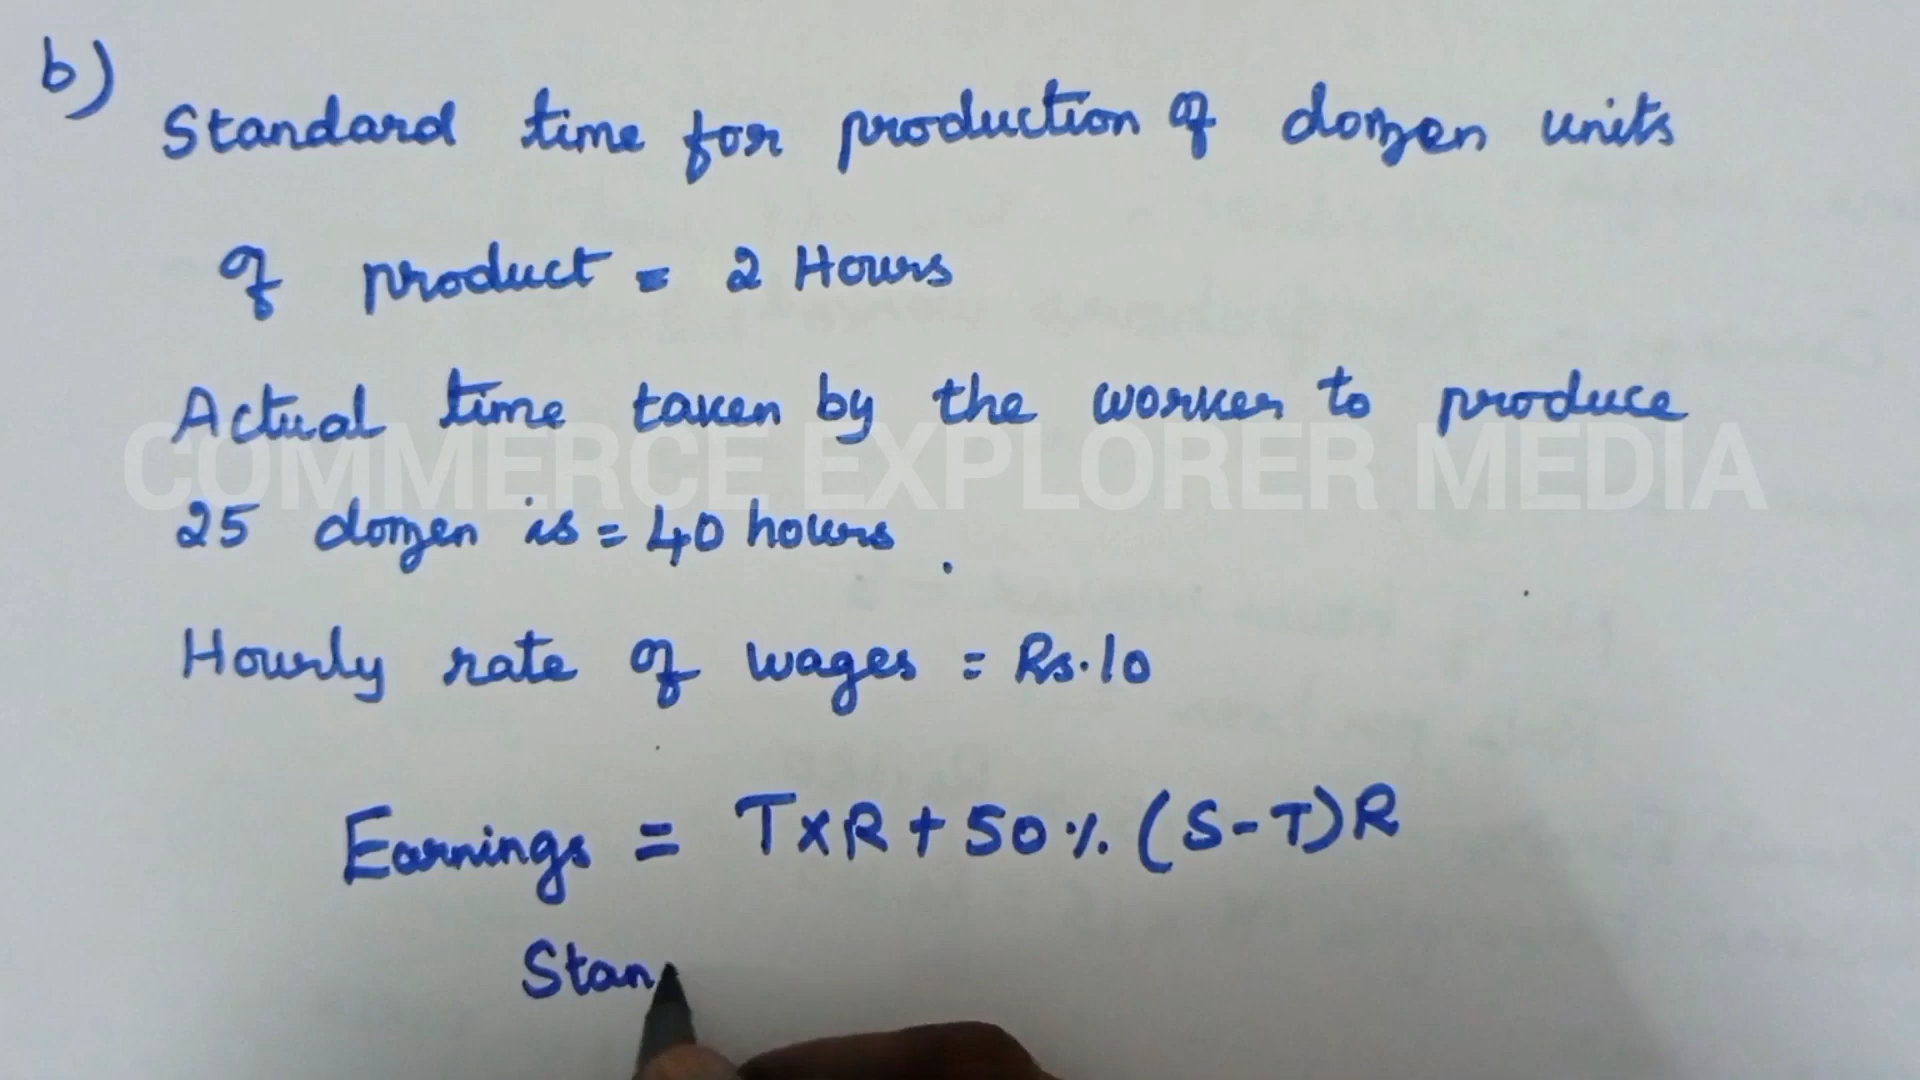 b)
Standard time for production of dozen units
of product = 2 Hours
Actual time taken by the worker to produce
COMMERCE EXPLORER MEDIA
25 dozen is = 40 hours.
Hourly rate of wages = Rs.10
Earnings = T×R + 50% (S-T)R
Stan